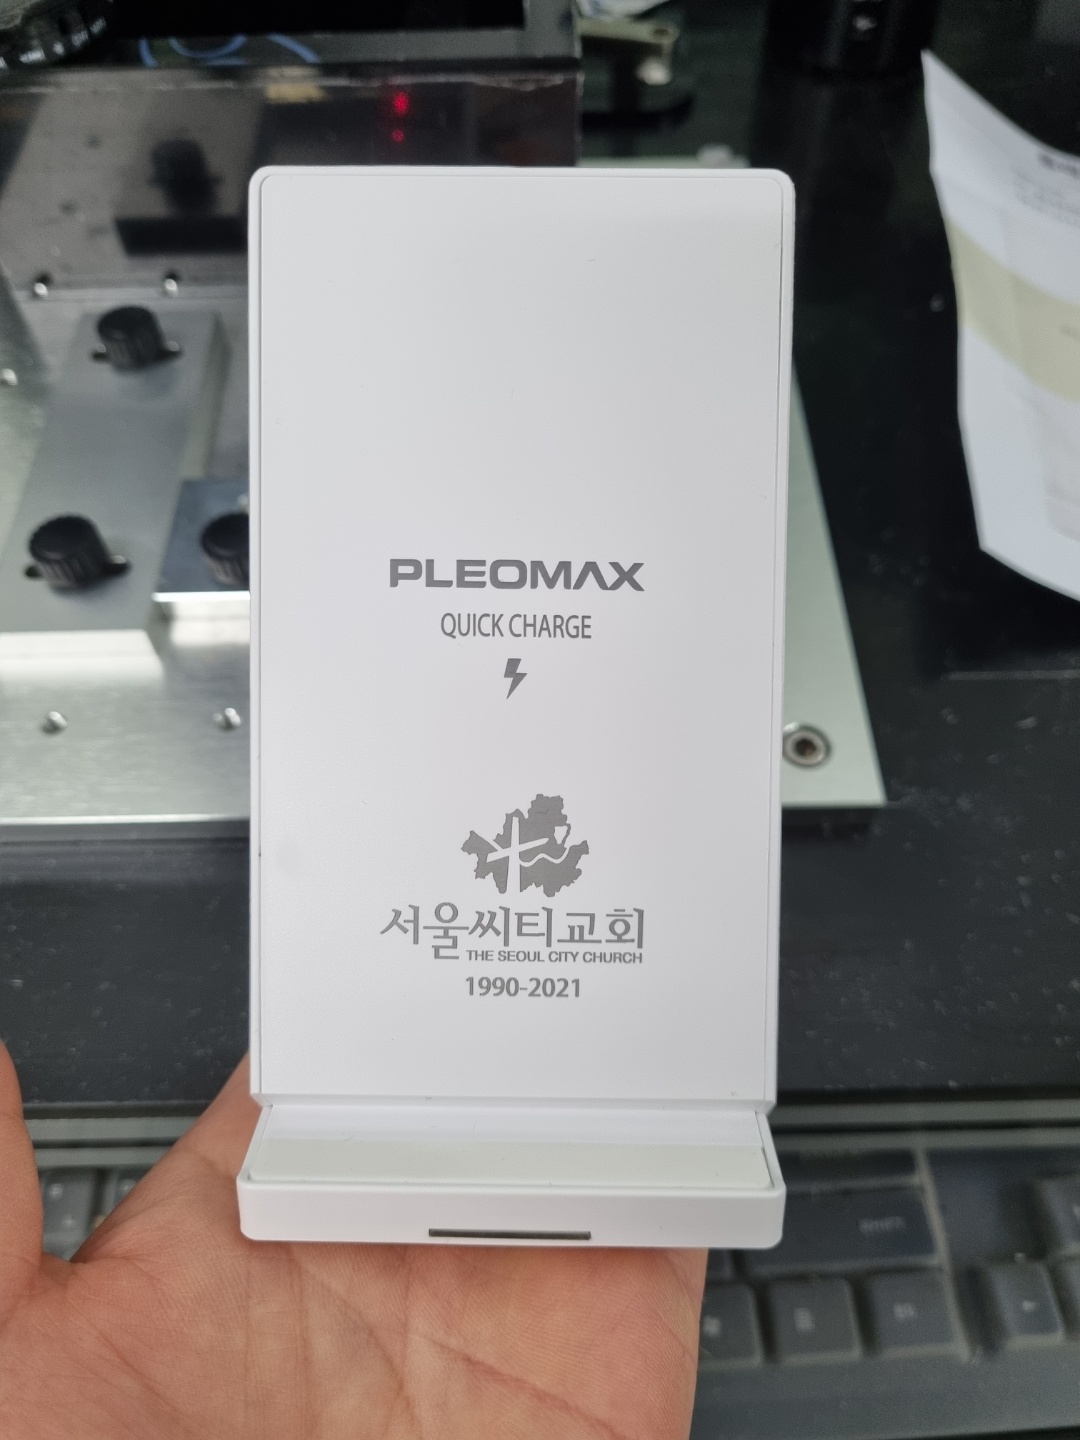 PLEOMAX
QUICK CHARGE
서울씨티교회
THE SEOUL CITY CHURCH
1990-2021